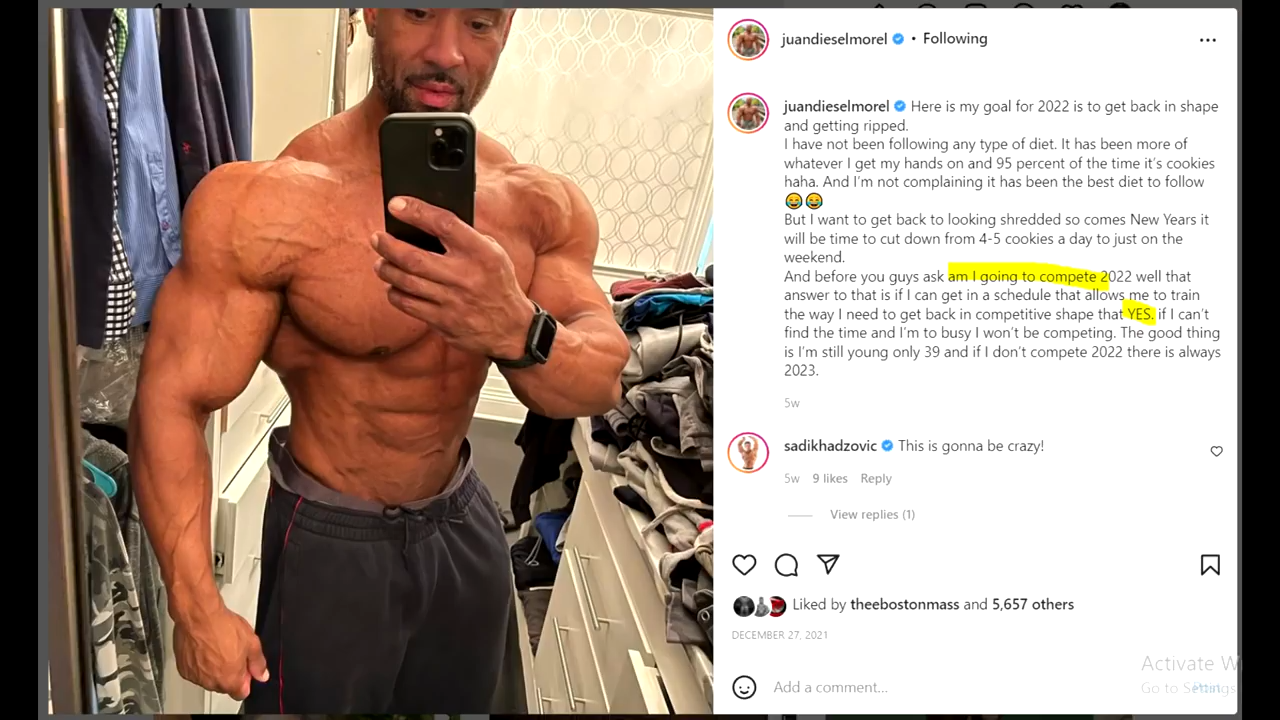 juandieselmorel • Following
juandieselmorel Here is my goal for 2022 is to get back in shape
and getting ripped.
I have not been following any type of diet. It has been more of
whatever I get my hands on and 95 percent of the time it's cookies
haha. And I'm not complaining it has been the best diet to follow
😂😂
But I want to get back to looking shredded so comes New Years it
will be time to cut down from 4-5 cookies a day to just on the
weekend.
And before you guys ask am I going to compete 2022 well that
answer to that is if I can get in a schedule that allows me to train
the way I need to get back in competitive shape that YES. if I can't
find the time and I'm to busy I won't be competing. The good thing
is I'm still young only 39 and if I don't compete 2022 there is always
2023.
5w
sadikhadzovic This is gonna be crazy!
5w 9 likes Reply
View replies (1)
Liked by theebostonmass and 5,657 others
DECEMBER 27, 2021
Add a comment...
Activate W
Go to Settings